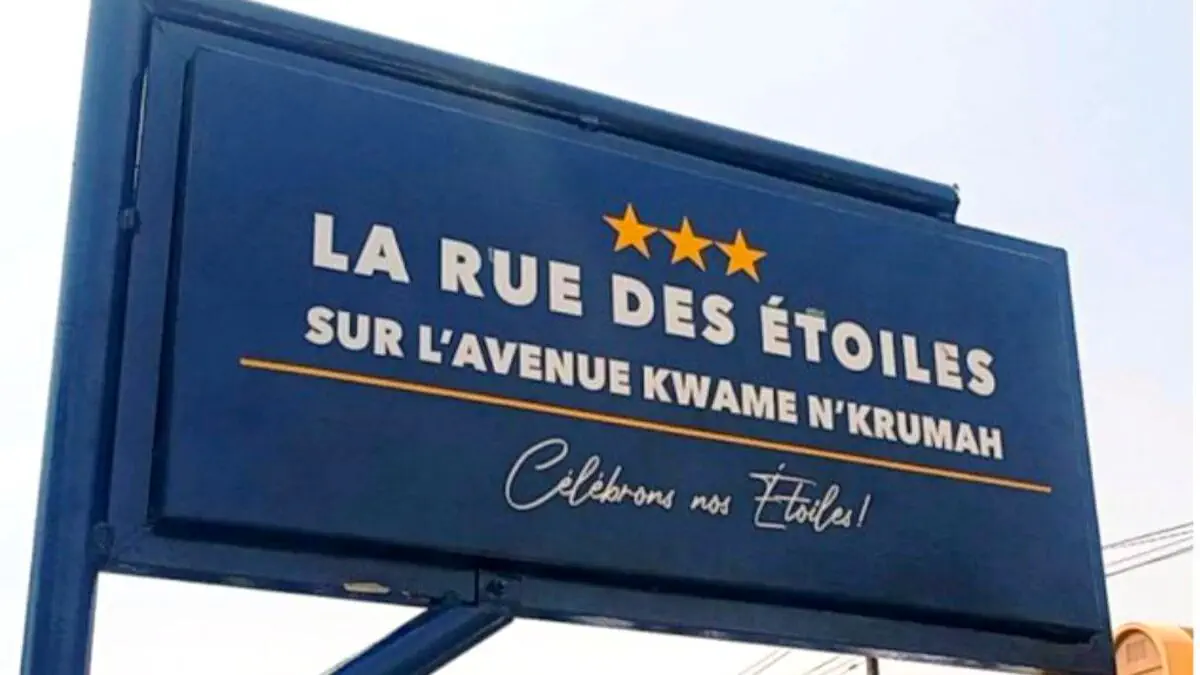 LA RUE DES ÉTOILES
SUR L'AVENUE KWAME N'KRUMAH
Célébrons nos Étoiles!